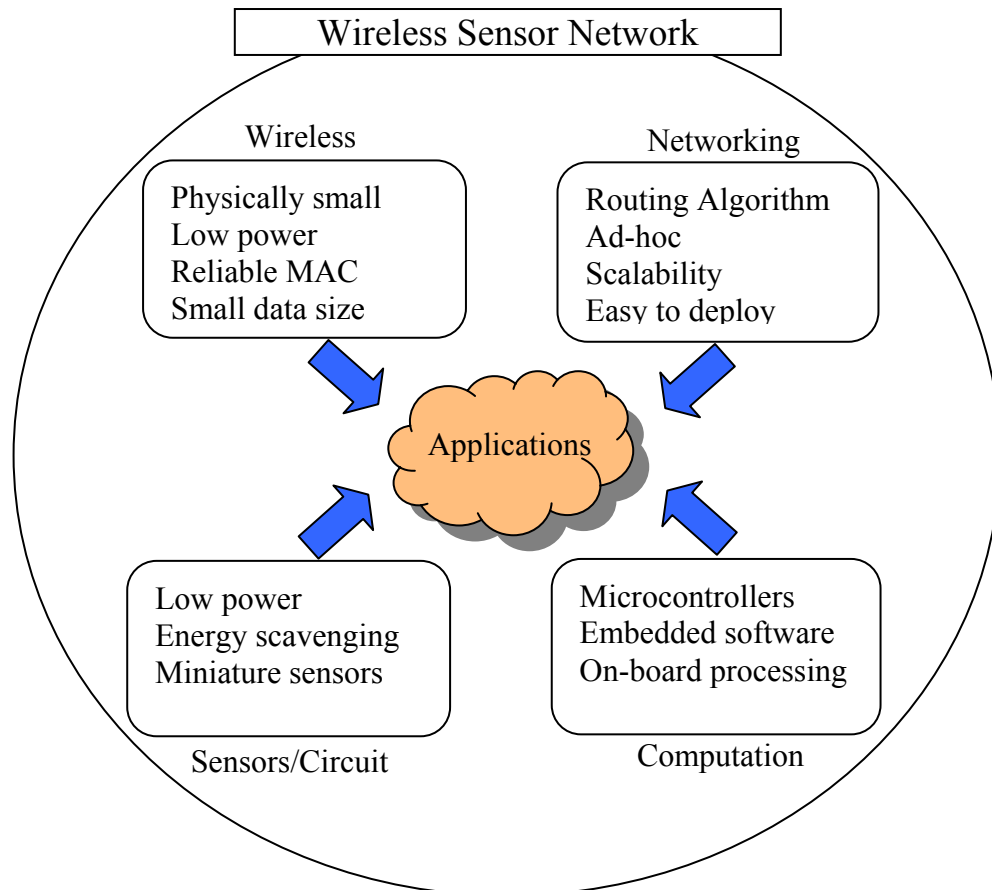 Wireless Sensor Network
Wireless
Physically small
Low power
Reliable MAC
Small data size
Networking
Routing Algorithm
Ad-hoc
Scalability
Easy to deploy
Applications
Low power
Energy scavenging
Miniature sensors
Sensors/Circuit
Microcontrollers
Embedded software
On-board processing
Computation